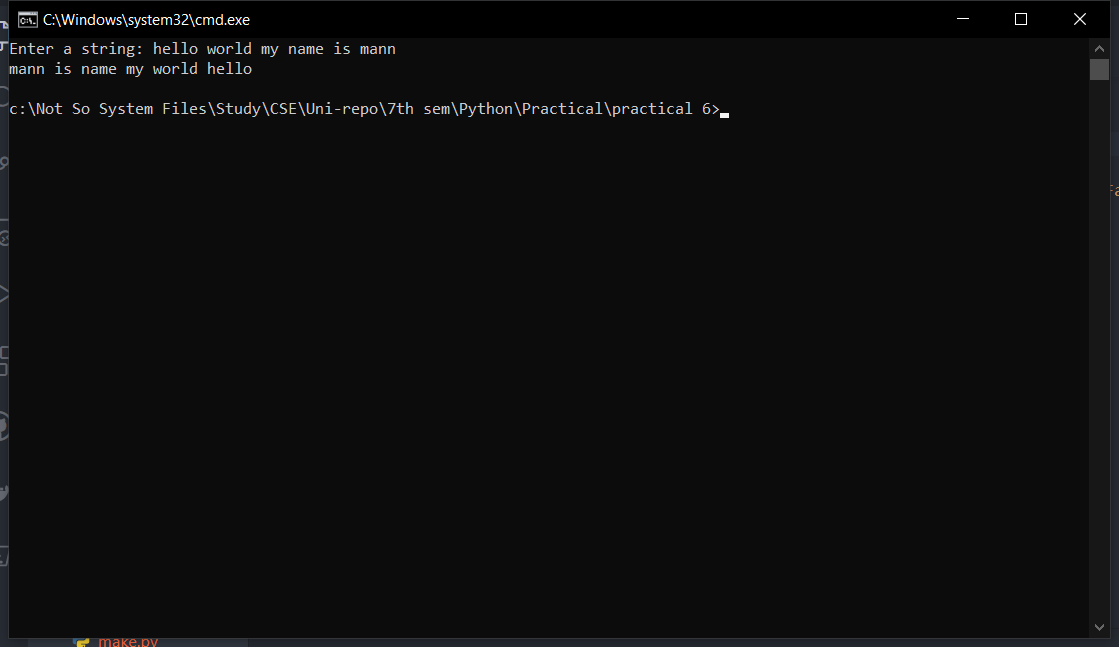 C:\Windows\system32\cmd.exe
Enter a string: hello world my name is mann
mann is name my world hello
c:\Not So System Files\Study\CSE\Uni-repo\7th sem\Python\Practical\practical 6>
make.py